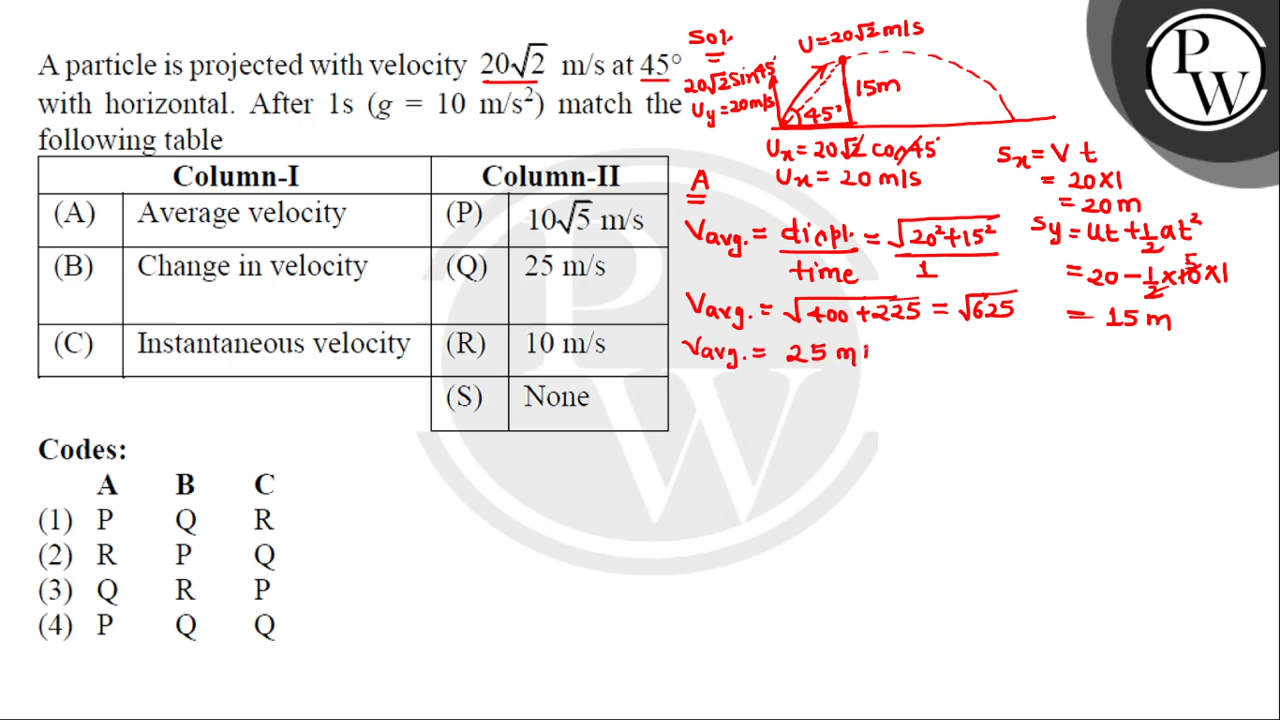 A particle is projected with velocity 20√2 m/s at 45°
with horizontal. After 1s (g = 10 m/s²) match the
following table
Column-I Column-II
(A) Average velocity (P) 10√5 m/s
(B) Change in velocity (Q) 25 m/s
(C) Instantaneous velocity (R) 10 m/s
(S) None
Codes:
A B C
(1) P Q R
(2) R P Q
(3) Q R P
(4) P Q Q
Sol.
U=20√2 m/s
20√2 sin45°
Uy=20m/s
45°
15m
Ux = 20√2 cos45°
Ux = 20 m/s
A
Vavg. = displ. = √20²+15²
time 1
Vavg. = √400+225 = √625
Vavg. = 25 m
Sx = V t
= 20×1
= 20 m
Sy = ut + 1/2 at²
= 20 - 1/2 × 10 5 × 1
= 15 m
P
W
P
W